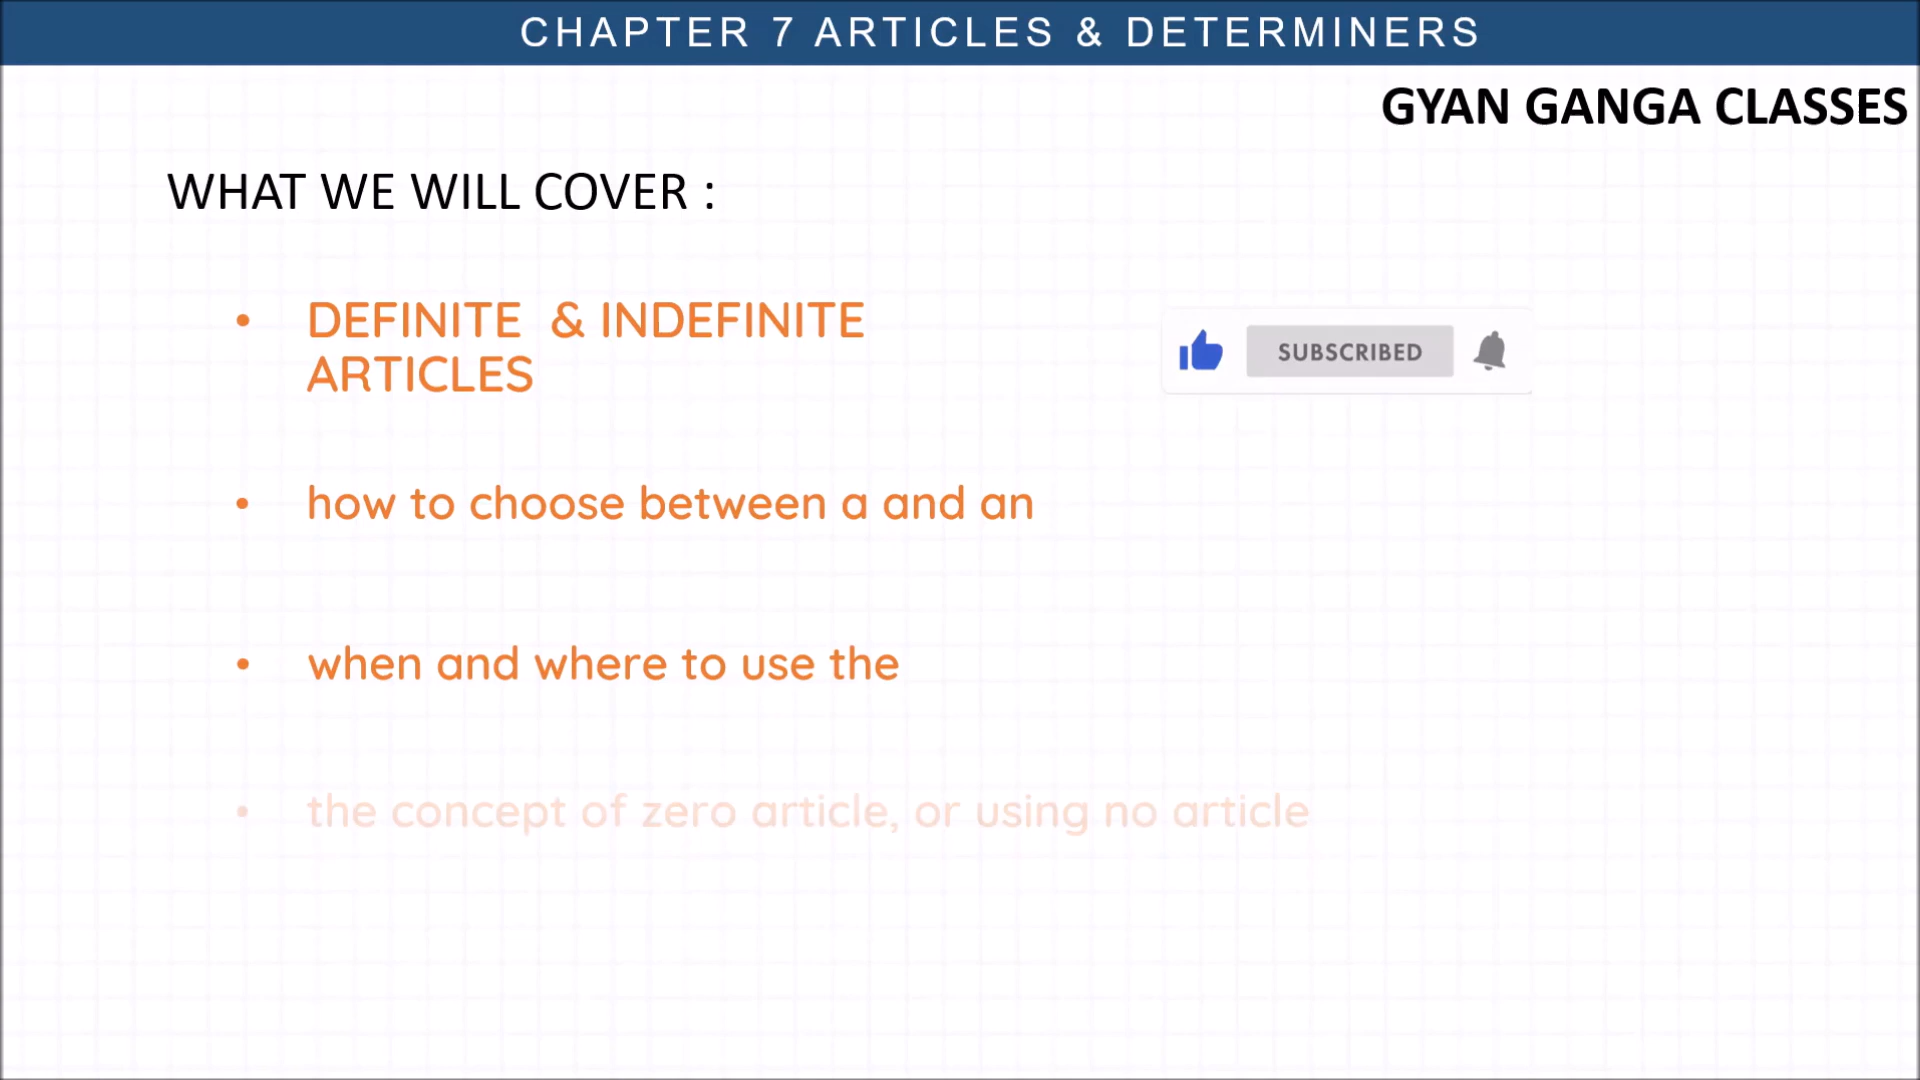 CHAPTER 7 ARTICLES & DETERMINERS
GYAN GANGA CLASSES
WHAT WE WILL COVER :
• DEFINITE & INDEFINITE
ARTICLES
SUBSCRIBED
• how to choose between a and an
• when and where to use the
• the concept of zero article, or using no article